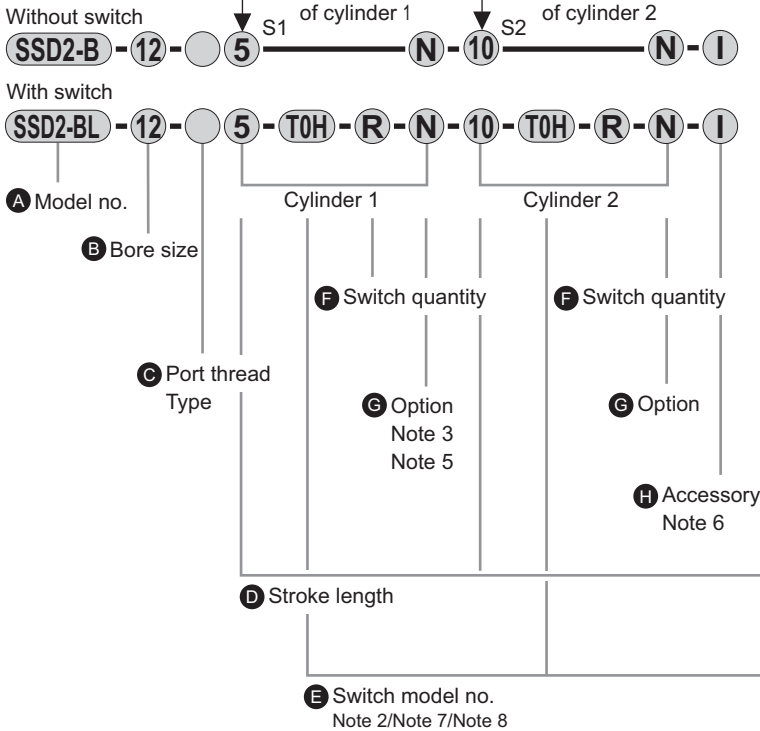 Without switch
S1 of cylinder 1 S2 of cylinder 2
SSD2-B - 12 - 5 N - 10 N - I
With switch
SSD2-BL - 12 - 5 - T0H - R - N - 10 - T0H - R - N - I
A Model no.
Cylinder 1 Cylinder 2
B Bore size
F Switch quantity F Switch quantity
C Port thread
Type
G Option
Note 3
Note 5
G Option
H Accessory
Note 6
D Stroke length
E Switch model no.
Note 2/Note 7/Note 8